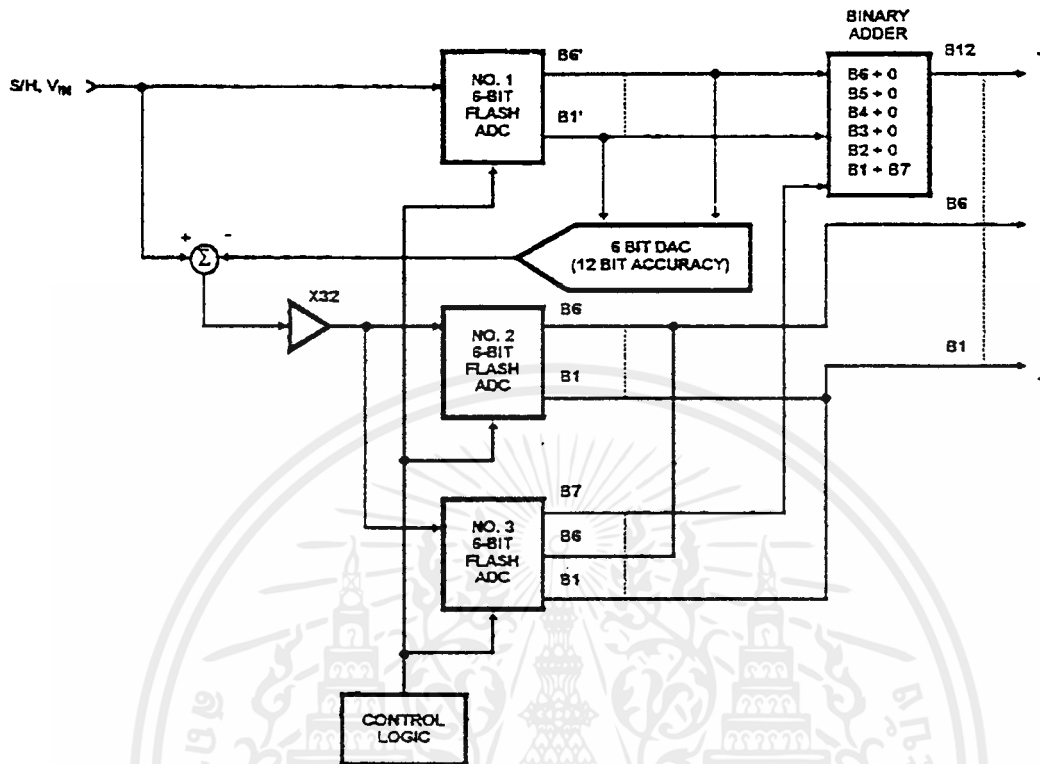 BINARY
ADDER
S/H, VIN
NO. 1
6-BIT
FLASH
ADC
B6'
B1'
B6 + 0
B5 + 0
B4 + 0
B3 + 0
B2 + 0
B1 + B7
B12
B6
B1
6 BIT DAC
(12 BIT ACCURACY)
+
-
Σ
X32
NO. 2
6-BIT
FLASH
ADC
B6
B1
NO. 3
6-BIT
FLASH
ADC
B7
B6
B1
CONTROL
LOGIC